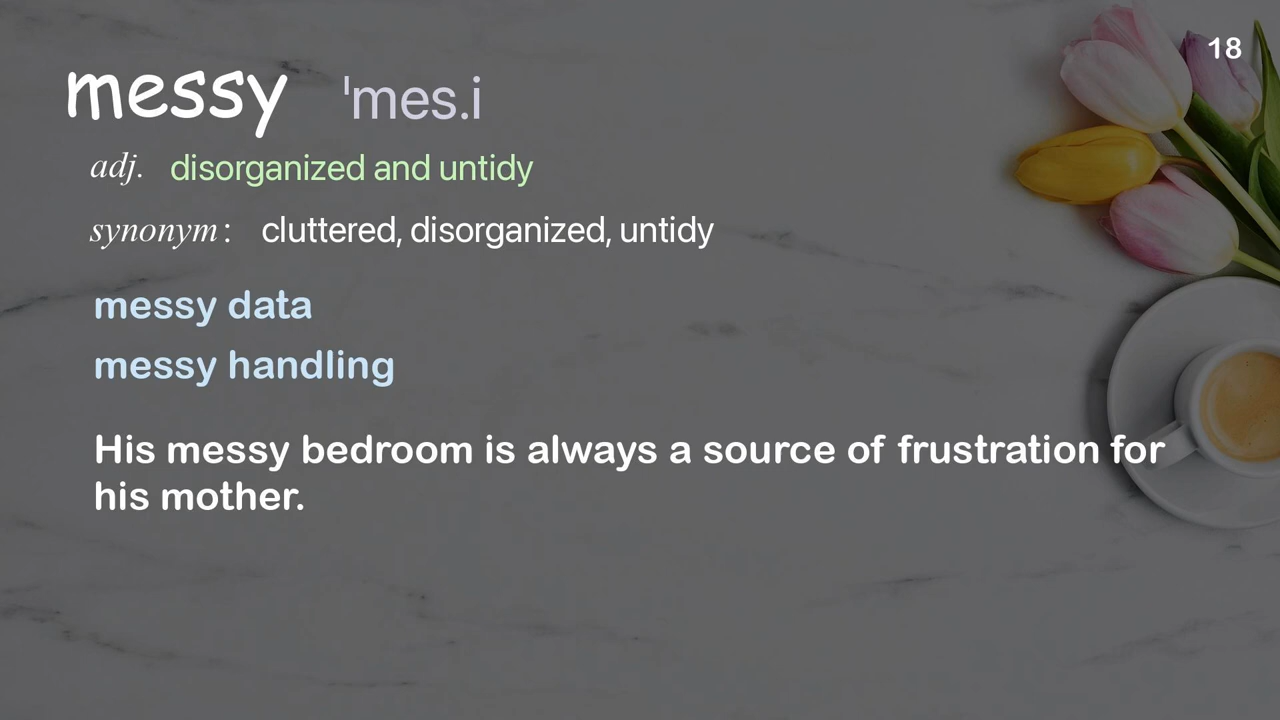 18
messy ˈmes.i
adj. disorganized and untidy
synonym: cluttered, disorganized, untidy
messy data
messy handling
His messy bedroom is always a source of frustration for
his mother.